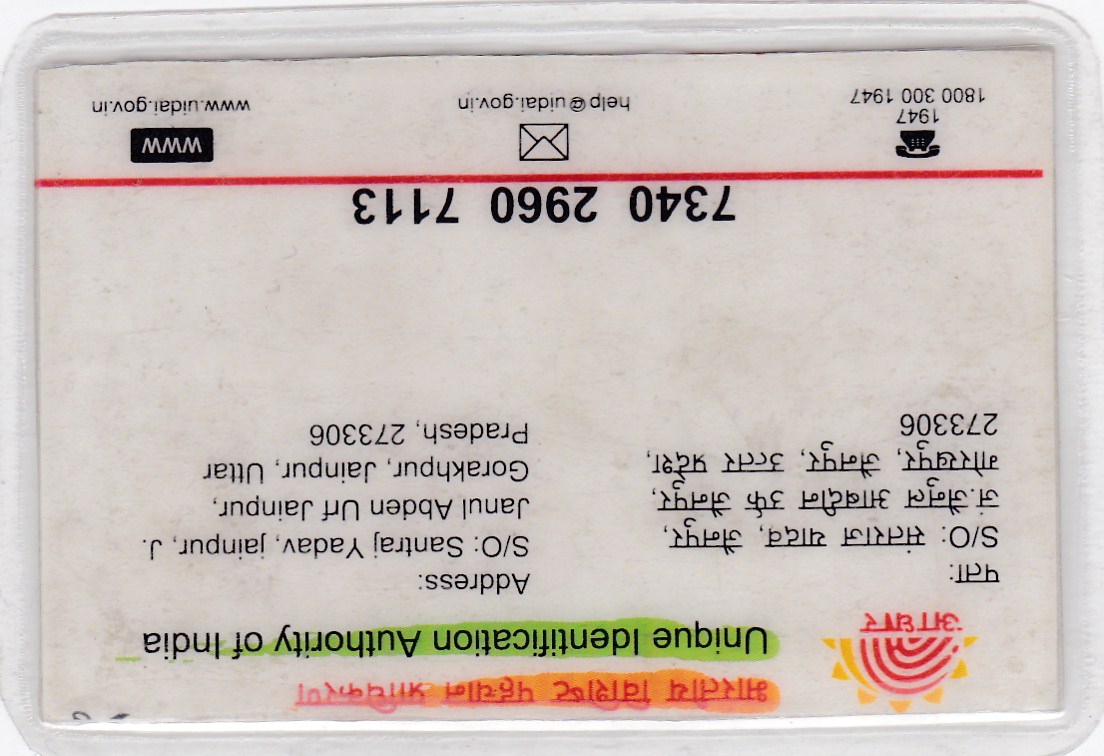 भारतीय विशिष्ट पहचान प्राधिकरण
Unique Identification Authority of India
आधार
पता:
S/O: संतराज यादव, जैनपुर,
जं.जैनुल आबदीन उर्फ जैनपुर,
गोरखपुर, जैनपुर, उत्तर प्रदेश,
273306
Address:
S/O: Santraj Yadav, jainpur, J.
Janul Abden Urf Jainpur,
Gorakhpur, Jainpur, Uttar
Pradesh, 273306
7340 2960 7113
1947
1800 300 1947
help@uidai.gov.in
www
www.uidai.gov.in